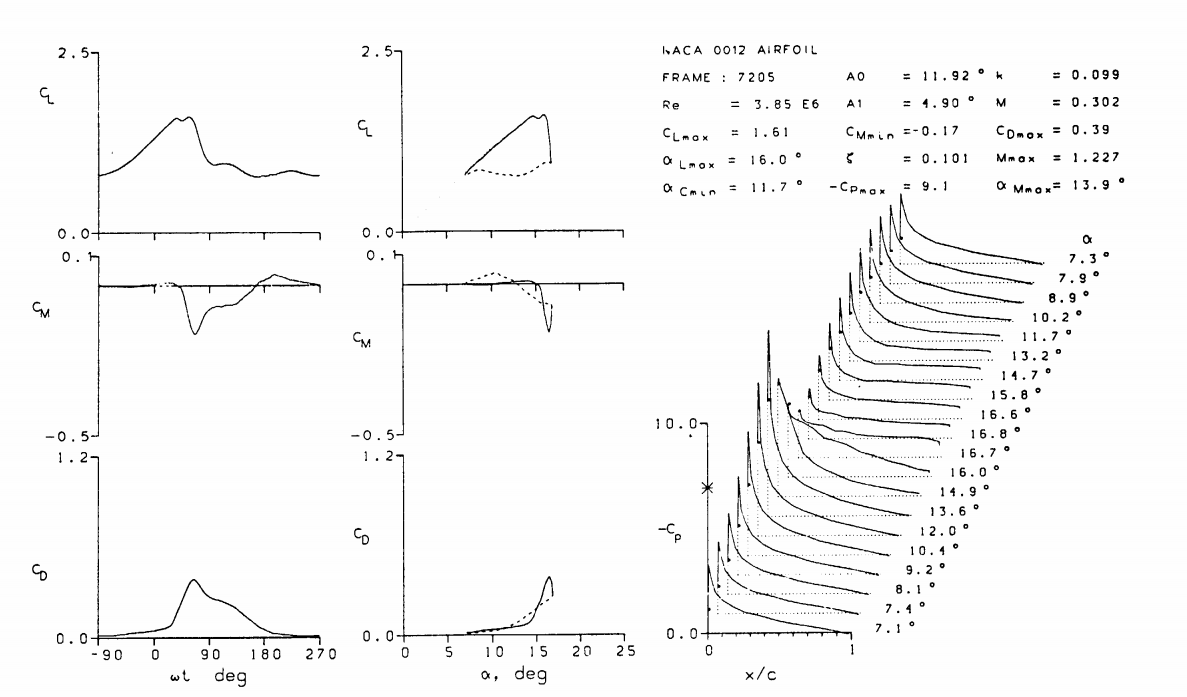 NACA 0012 AIRFOIL
FRAME : 7205 A0 = 11.92 ° k = 0.099
Re = 3.85 E6 A1 = 4.90 ° M = 0.302
CLmax = 1.61 CMmin =-0.17 CDmax = 0.39
α Lmax = 16.0 ° ζ = 0.101 Mmax = 1.227
α Cmin = 11.7 ° -CPmax = 9.1 α Mmax= 13.9 °
2.5
CL
0.0
2.5
CL
0.0
0.1
CM
-0.5
0.1
CM
-0.5
1.2
CD
0.0
-90 0 90 180 270
ωt deg
1.2
CD
0.0
0 5 10 15 20 25
α, deg
α
7.3 °
7.9 °
8.9 °
10.2 °
11.7 °
13.2 °
14.7 °
15.8 °
16.6 °
16.8 °
16.7 °
16.0 °
14.9 °
13.6 °
12.0 °
10.4 °
9.2 °
8.1 °
7.4 °
7.1 °
10.0
-Cp
0.0
0 1
x/c